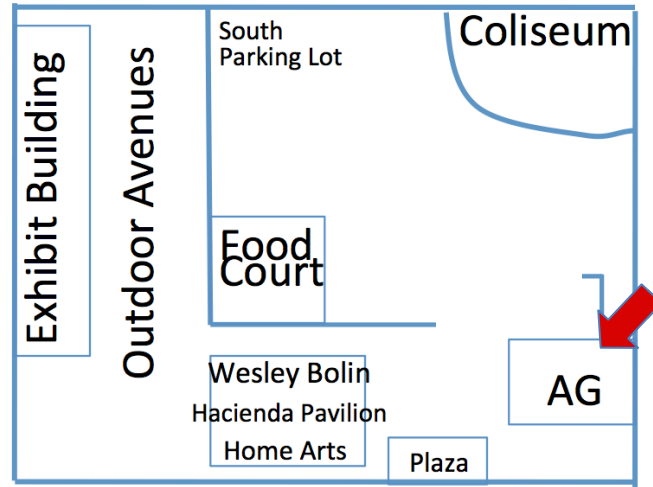 Exhibit Building
Outdoor Avenues
South
Parking Lot
Coliseum
Food
Court
Wesley Bolin
Hacienda Pavilion
Home Arts
Plaza
AG